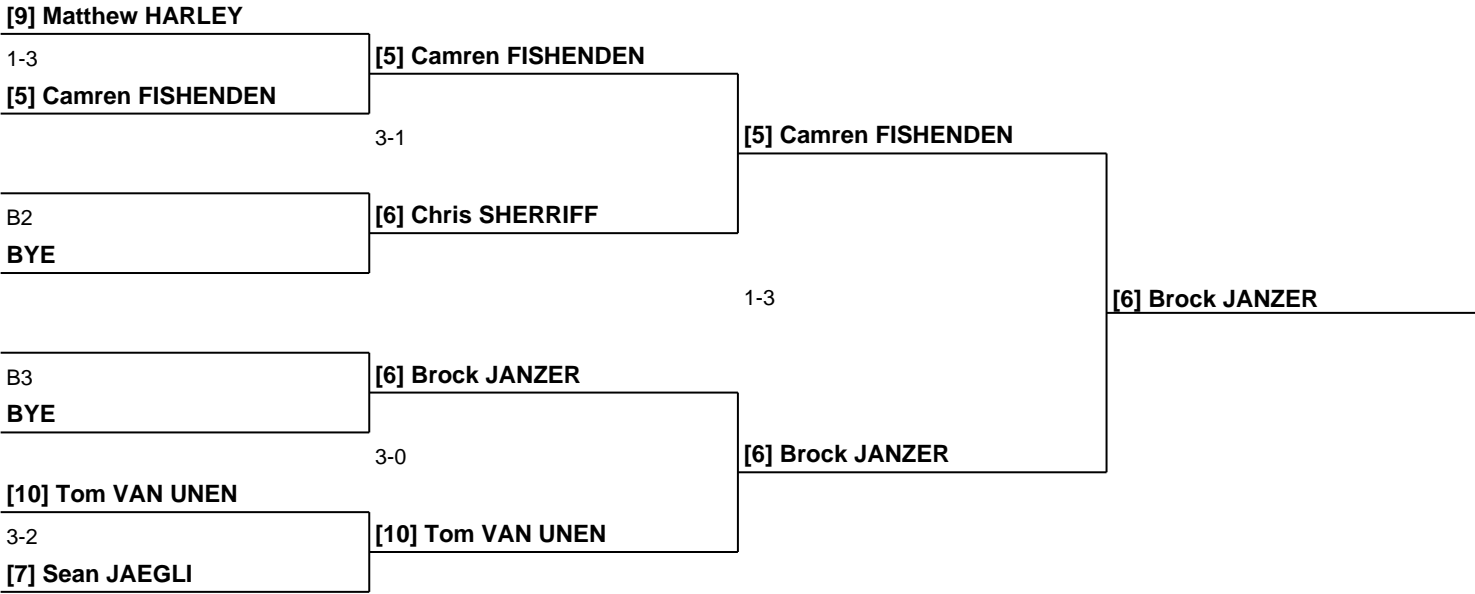 [9] Matthew HARLEY
1-3
[5] Camren FISHENDEN
[5] Camren FISHENDEN
3-1
[5] Camren FISHENDEN
B2
BYE
[6] Chris SHERRIFF
1-3
[6] Brock JANZER
B3
BYE
[6] Brock JANZER
3-0
[6] Brock JANZER
[10] Tom VAN UNEN
3-2
[7] Sean JAEGLI
[10] Tom VAN UNEN